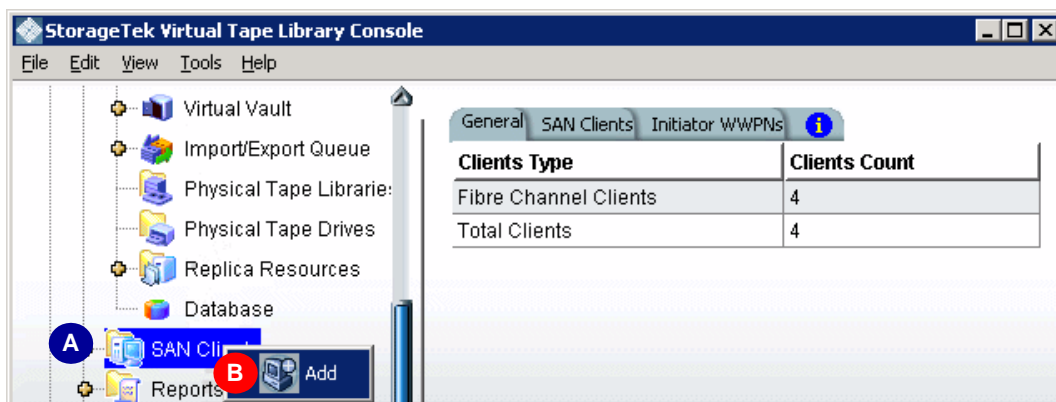 StorageTek Virtual Tape Library Console
File Edit View Tools Help
Virtual Vault
Import/Export Queue
Physical Tape Libraries
Physical Tape Drives
Replica Resources
Database
A SAN Clien
B Add
Reports
General SAN Clients Initiator WWPNs i
Clients Type Clients Count
Fibre Channel Clients 4
Total Clients 4